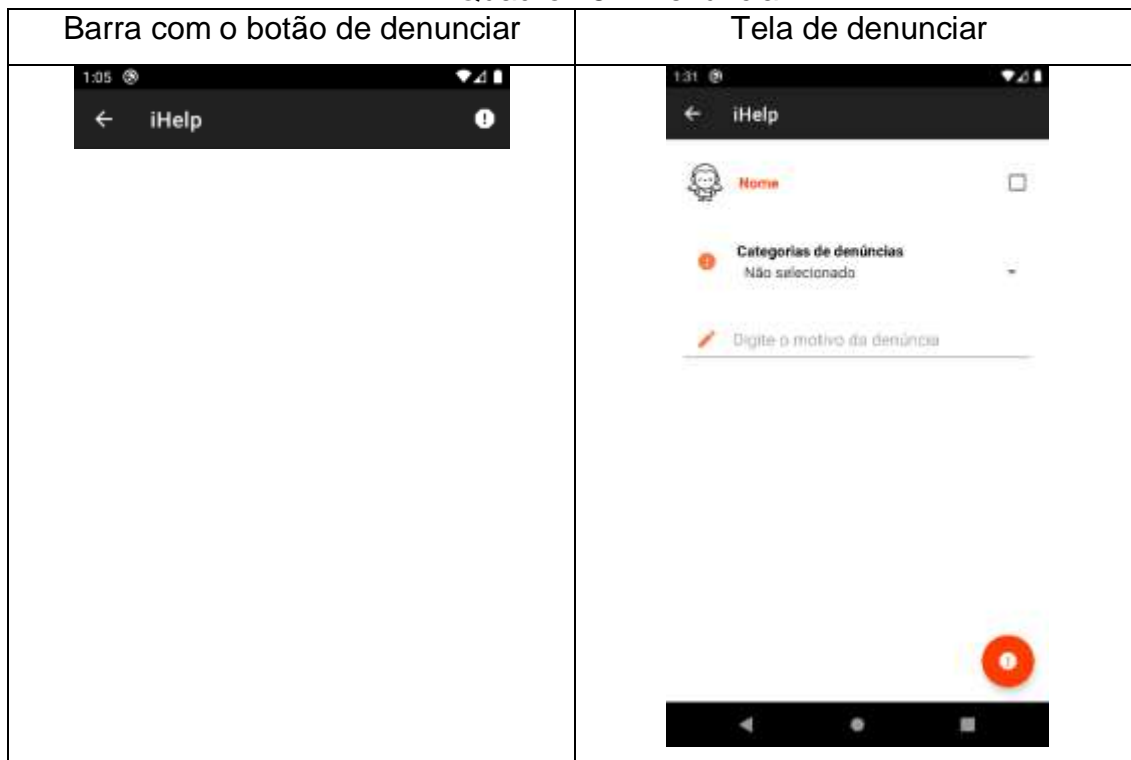 Barra com o botão de denunciar
Tela de denunciar
1:05
iHelp
1:31
iHelp
Nome
Categorias de denúncias
Não selecionado
Digite o motivo da denúncia